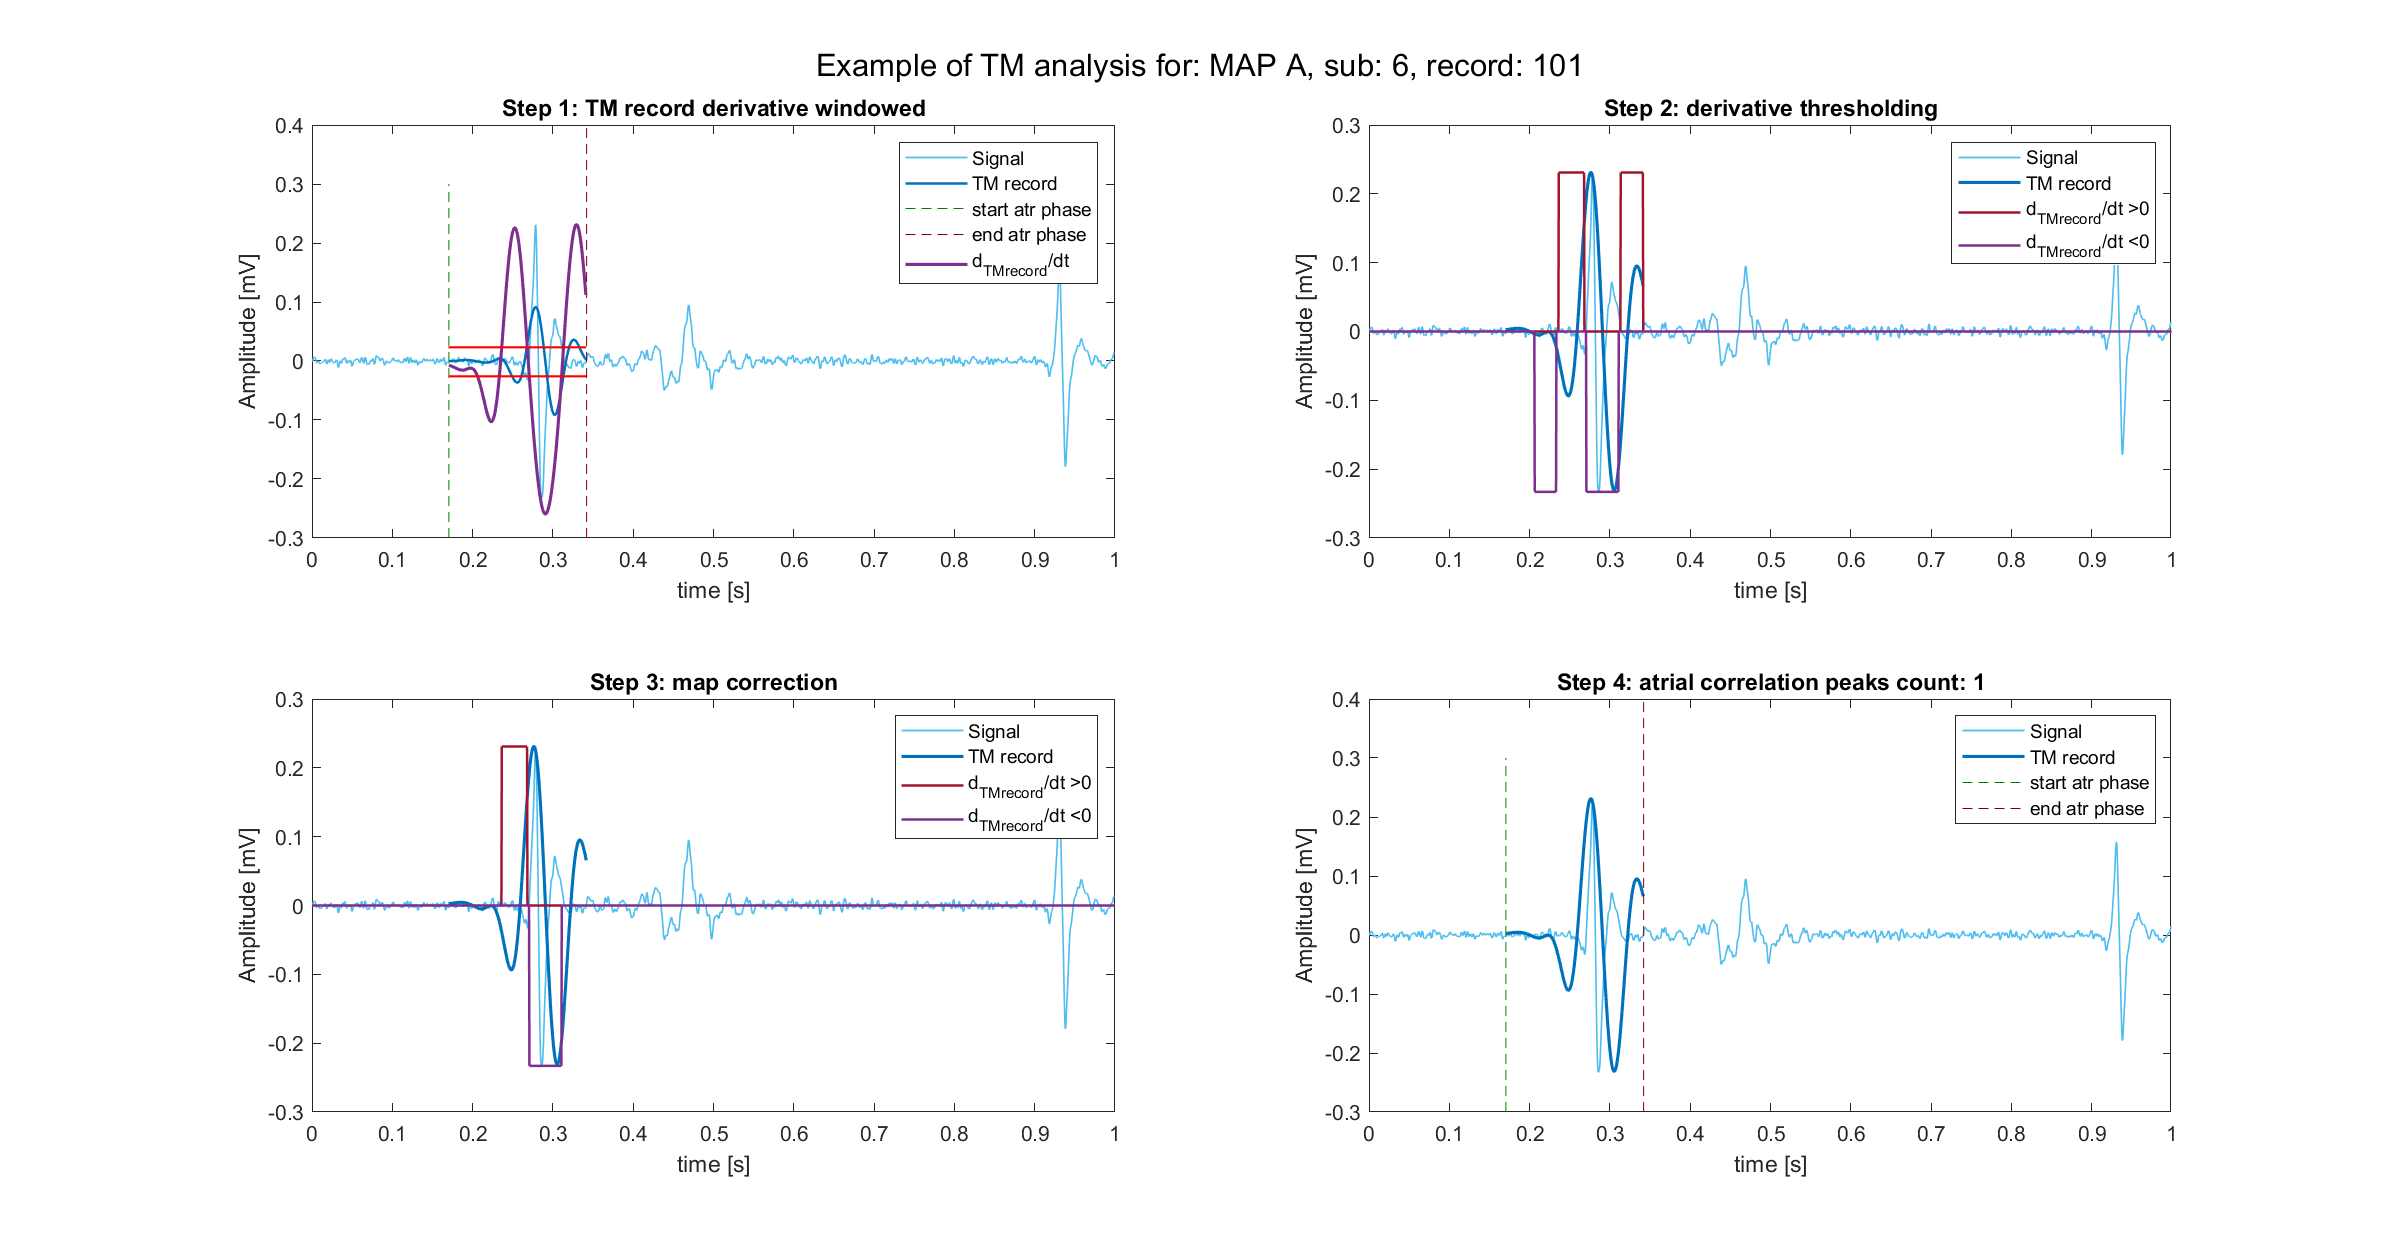 Example of TM analysis for: MAP A, sub: 6, record: 101
Step 1: TM record derivative windowed
0.4
0.3
0.2
0.1
0
-0.1
-0.2
-0.3
Amplitude [mV]
0 0.1 0.2 0.3 0.4 0.5 0.6 0.7 0.8 0.9 1
time [s]
Signal
TM record
start atr phase
end atr phase
dTMrecord/dt
Step 2: derivative thresholding
0.3
0.2
0.1
0
-0.1
-0.2
-0.3
Amplitude [mV]
0 0.1 0.2 0.3 0.4 0.5 0.6 0.7 0.8 0.9 1
time [s]
Signal
TM record
dTMrecord/dt >0
dTMrecord/dt <0
Step 3: map correction
0.3
0.2
0.1
0
-0.1
-0.2
-0.3
Amplitude [mV]
0 0.1 0.2 0.3 0.4 0.5 0.6 0.7 0.8 0.9 1
time [s]
Signal
TM record
dTMrecord/dt >0
dTMrecord/dt <0
Step 4: atrial correlation peaks count: 1
0.4
0.3
0.2
0.1
0
-0.1
-0.2
-0.3
Amplitude [mV]
0 0.1 0.2 0.3 0.4 0.5 0.6 0.7 0.8 0.9 1
time [s]
Signal
TM record
start atr phase
end atr phase